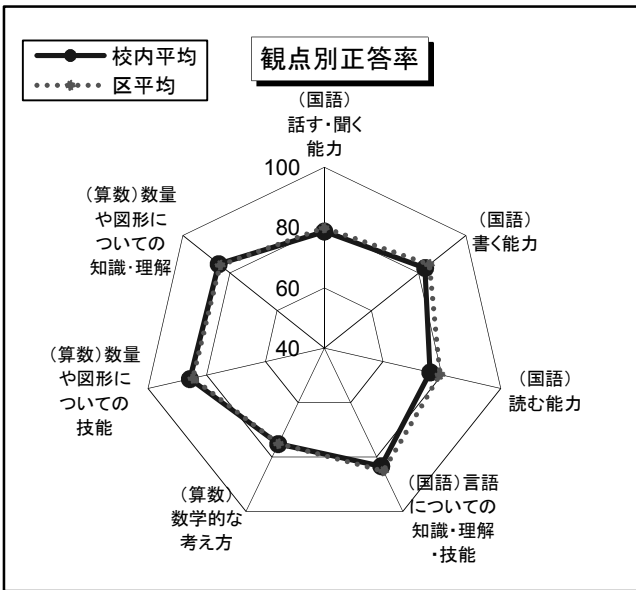 校内平均
区平均
観点別正答率
(国語)
話す・聞く
能力
(国語)
書く能力
(国語)
読む能力
(国語)言語
についての
知識・理解
・技能
(算数)
数学的な
考え方
(算数)数量
や図形に
ついての
技能
(算数)数量
や図形に
ついての
知識・理解
100
80
60
40